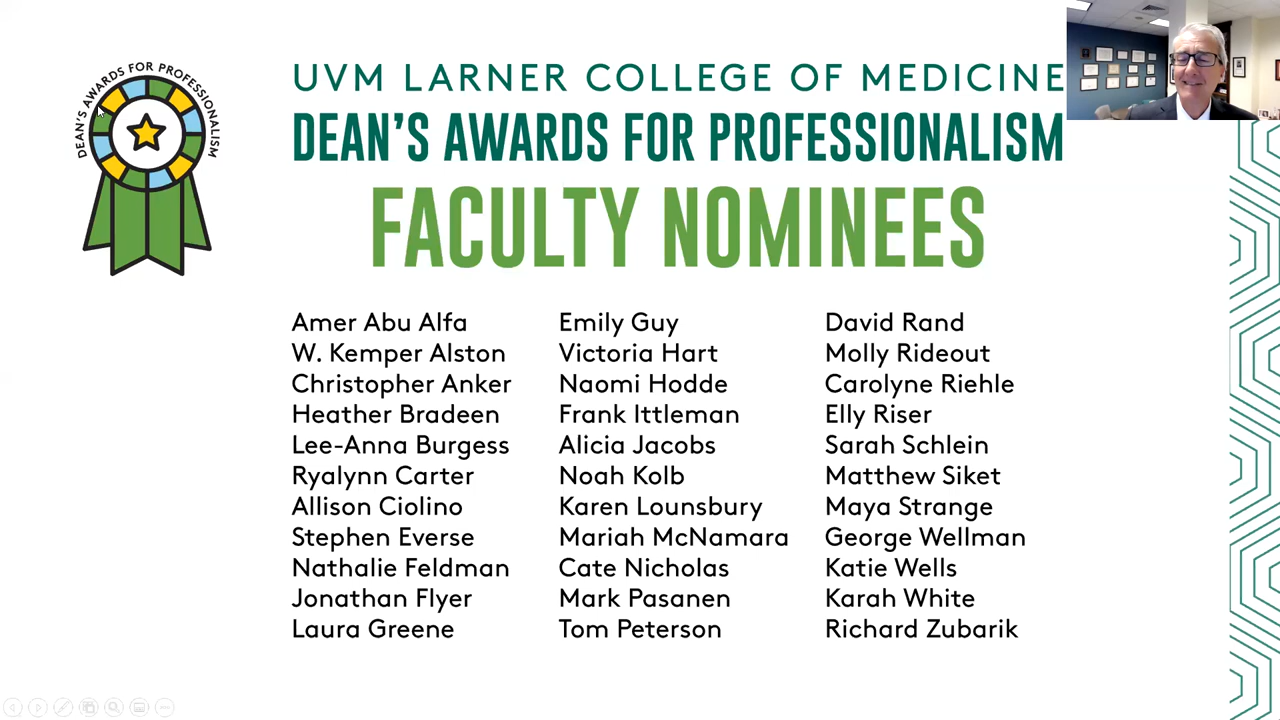 DEAN'S AWARDS FOR PROFESSIONALISM
UVM LARNER COLLEGE OF MEDICINE
DEAN'S AWARDS FOR PROFESSIONALISM
FACULTY NOMINEES
Amer Abu Alfa
W. Kemper Alston
Christopher Anker
Heather Bradeen
Lee-Anna Burgess
Ryalynn Carter
Allison Ciolino
Stephen Everse
Nathalie Feldman
Jonathan Flyer
Laura Greene
Emily Guy
Victoria Hart
Naomi Hodde
Frank Ittleman
Alicia Jacobs
Noah Kolb
Karen Lounsbury
Mariah McNamara
Cate Nicholas
Mark Pasanen
Tom Peterson
David Rand
Molly Rideout
Carolyne Riehle
Elly Riser
Sarah Schlein
Matthew Siket
Maya Strange
George Wellman
Katie Wells
Karah White
Richard Zubarik